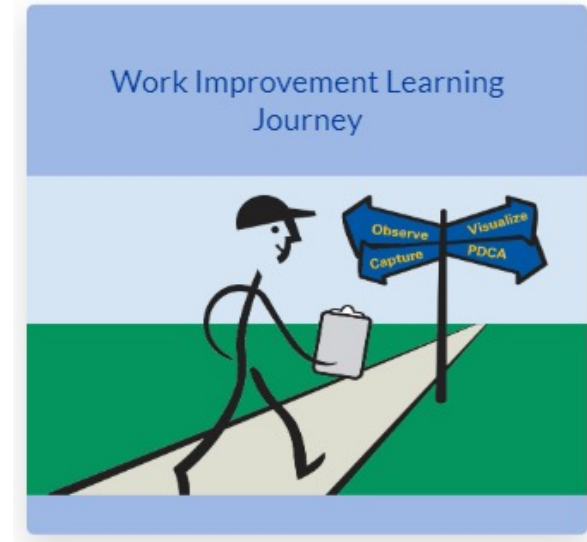 Work Improvement Learning
Journey
Observe
Visualize
Capture
PDCA